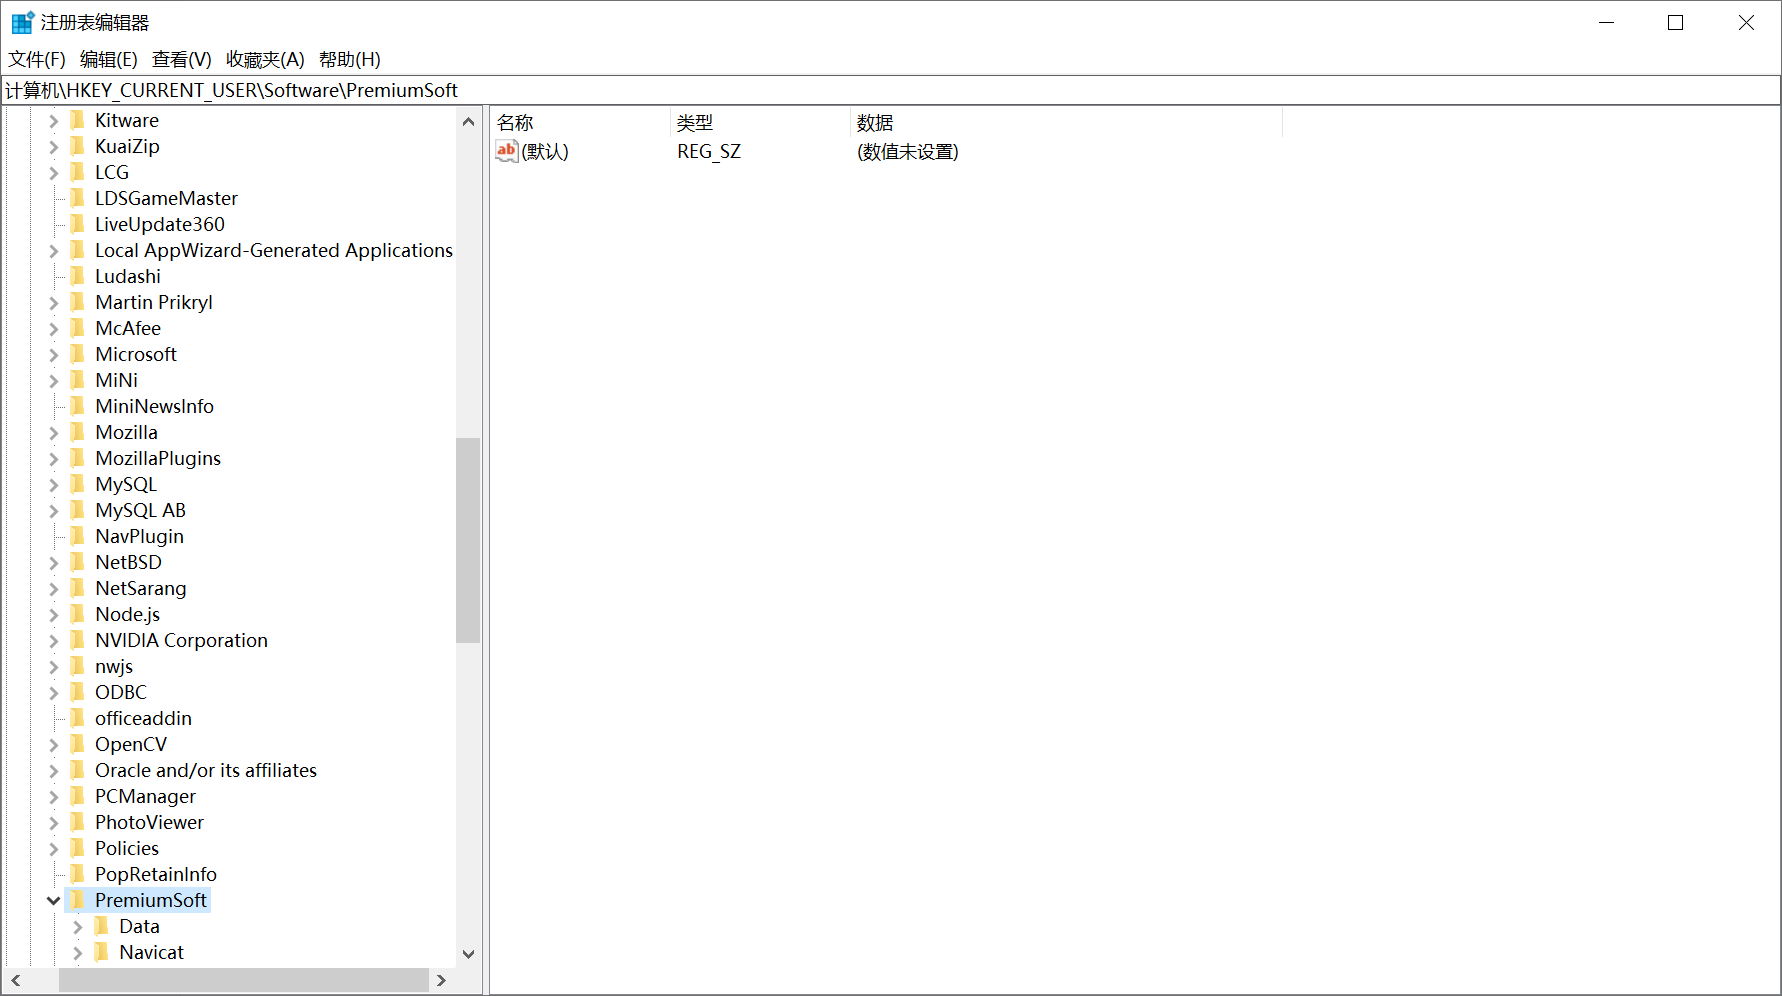 注册表编辑器
文件(F) 编辑(E) 查看(V) 收藏夹(A) 帮助(H)
计算机\HKEY_CURRENT_USER\Software\PremiumSoft
Kitware
KuaiZip
LCG
LDSGameMaster
LiveUpdate360
Local AppWizard-Generated Applications
Ludashi
Martin Prikryl
McAfee
Microsoft
MiNi
MiniNewsInfo
Mozilla
MozillaPlugins
MySQL
MySQL AB
NavPlugin
NetBSD
NetSarang
Node.js
NVIDIA Corporation
nwjs
ODBC
officeaddin
OpenCV
Oracle and/or its affiliates
PCManager
PhotoViewer
Policies
PopRetainInfo
PremiumSoft
Data
Navicat
名称 类型 数据
ab (默认) REG_SZ (数值未设置)